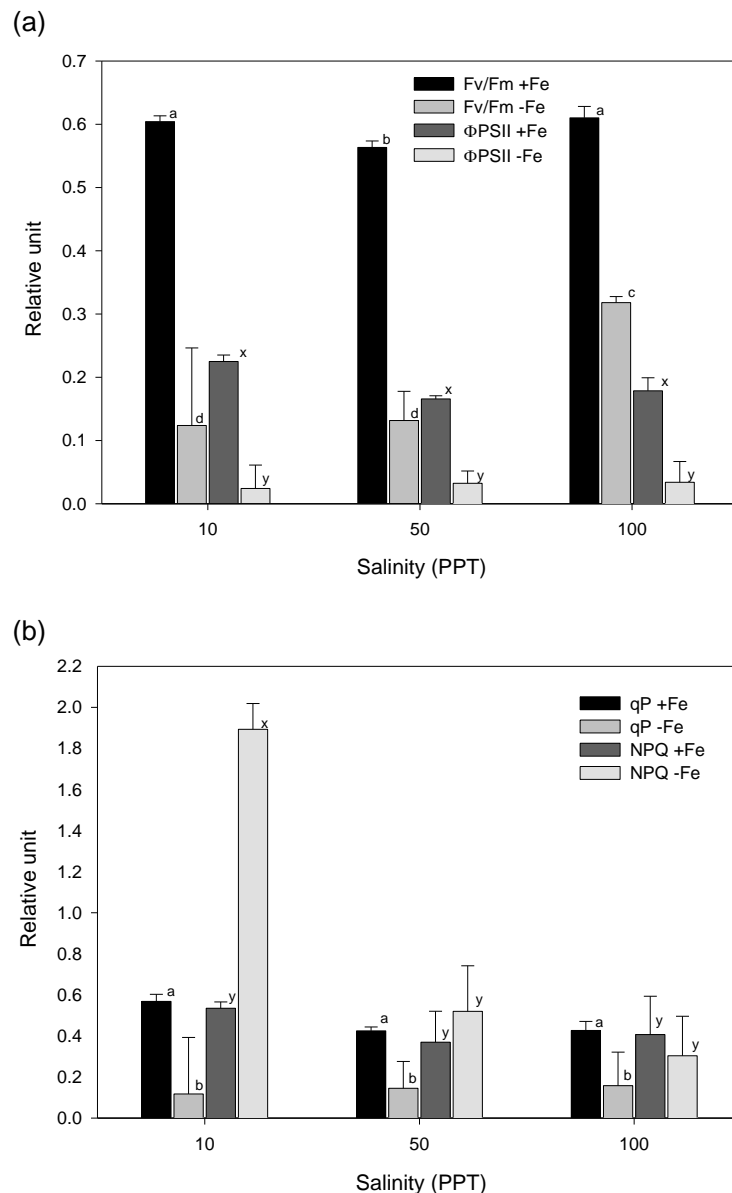 (a)
0.7
0.6
0.5
0.4
0.3
0.2
0.1
0.0
Relative unit
Fv/Fm +Fe
Fv/Fm -Fe
ΦPSII +Fe
ΦPSII -Fe
a
d
x
y
b
d
x
y
a
c
x
y
10
50
100
Salinity (PPT)
(b)
2.2
2.0
1.8
1.6
1.4
1.2
1.0
0.8
0.6
0.4
0.2
0.0
Relative unit
qP +Fe
qP -Fe
NPQ +Fe
NPQ -Fe
a
b
y
x
a
b
y
y
a
b
y
y
10
50
100
Salinity (PPT)